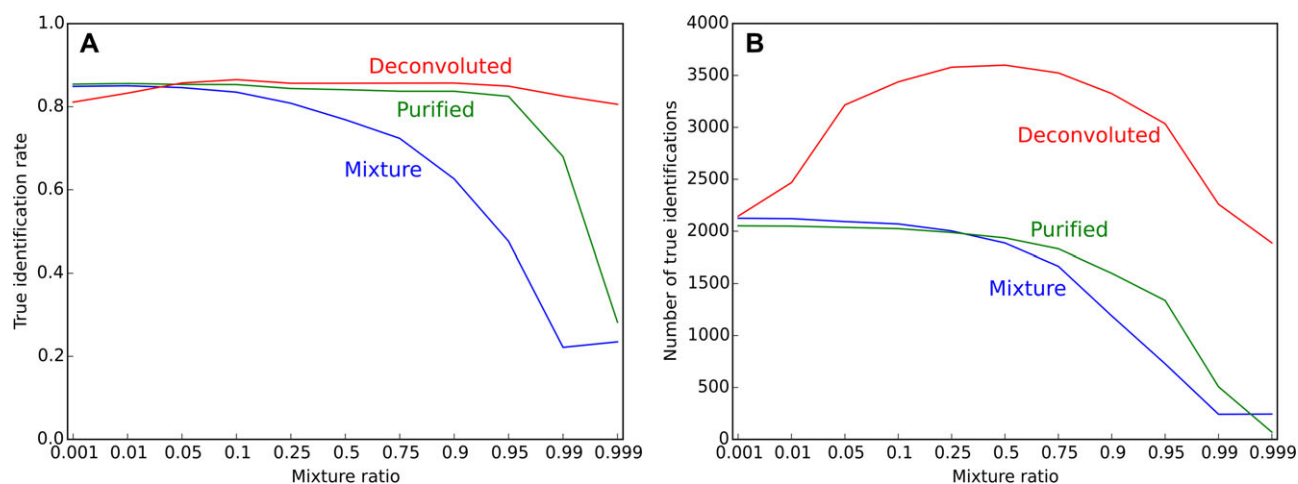 A
True identification rate
1.0
0.8
0.6
0.4
0.2
0.0
Deconvoluted
Purified
Mixture
0.001 0.01 0.05 0.1 0.25 0.5 0.75 0.9 0.95 0.99 0.999
Mixture ratio
B
Number of true identifications
4000
3500
3000
2500
2000
1500
1000
500
0
Deconvoluted
Purified
Mixture
0.001 0.01 0.05 0.1 0.25 0.5 0.75 0.9 0.95 0.99 0.999
Mixture ratio